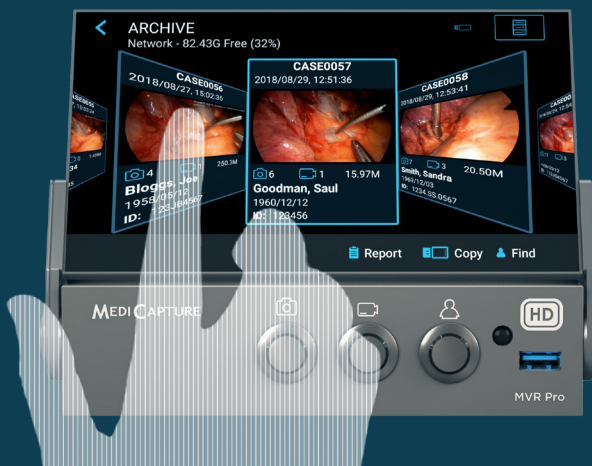 ARCHIVE
Network - 82.43G Free (32%)
CASE0056
2018/08/27, 15:02:36
4
250.3M
Bloggs, Joe
1958/05/12
ID: 123JB4567
CASE0057
2018/08/29, 12:51:36
6 1 15.97M
Goodman, Saul
1960/12/12
ID: 123456
CASE0058
2018/08/29, 12:53:41
7 3 20.50M
Smith, Sandra
1969/12/03
ID: 1234.SS.0567
Report Copy Find
MEDICAPTURE
HD
MVR Pro